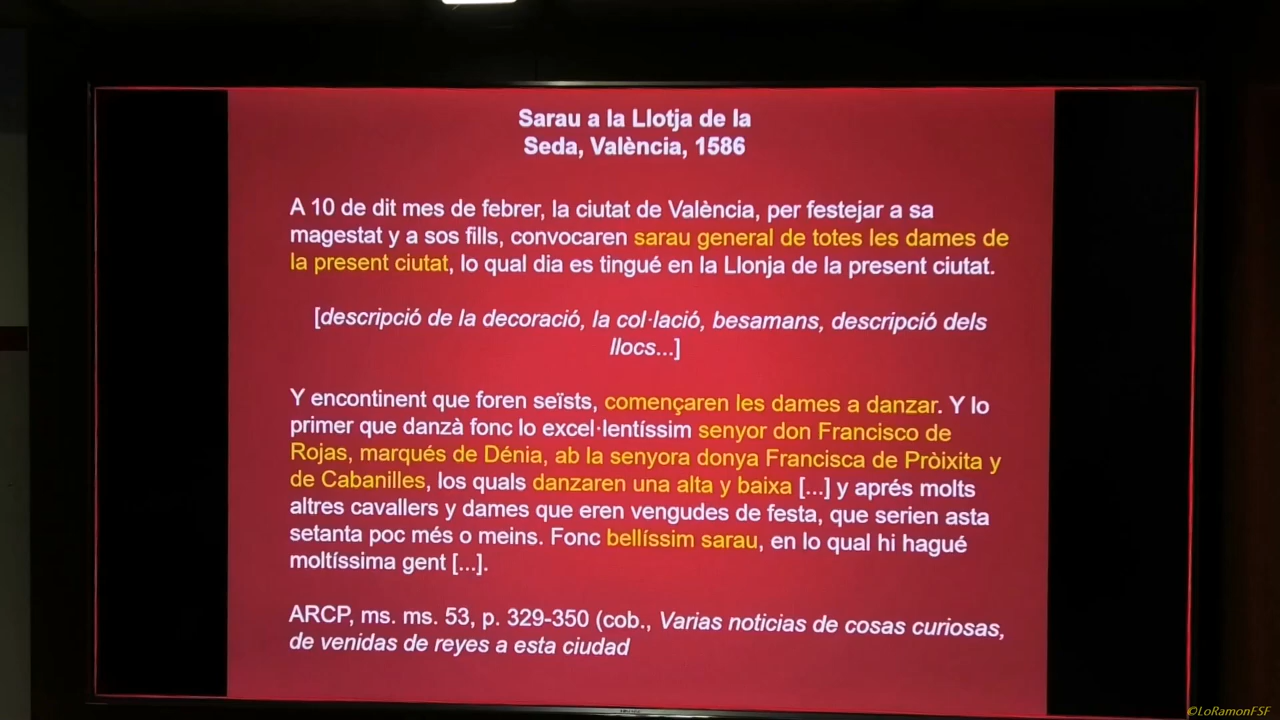 Sarau a la Llotja de la
Seda, València, 1586
A 10 de dit mes de febrer, la ciutat de València, per festejar a sa
magestat y a sos fills, convocaren sarau general de totes les dames de
la present ciutat, lo qual dia es tingué en la Llonja de la present ciutat.
[descripció de la decoració, la col·lació, besamans, descripció dels
llocs...]
Y encontinent que foren seïsts, començaren les dames a danzar. Y lo
primer que danzà fonc lo excel·lentíssim senyor don Francisco de
Rojas, marqués de Dénia, ab la senyora donya Francisca de Pròixita y
de Cabanilles, los quals danzaren una alta y baixa [...] y aprés molts
altres cavallers y dames que eren vengudes de festa, que serien asta
setanta poc més o meins. Fonc bellíssim sarau, en lo qual hi hagué
moltíssima gent [...].
ARCP, ms. ms. 53, p. 329-350 (cob., Varias noticias de cosas curiosas,
de venidas de reyes a esta ciudad
©LoRamonFSF